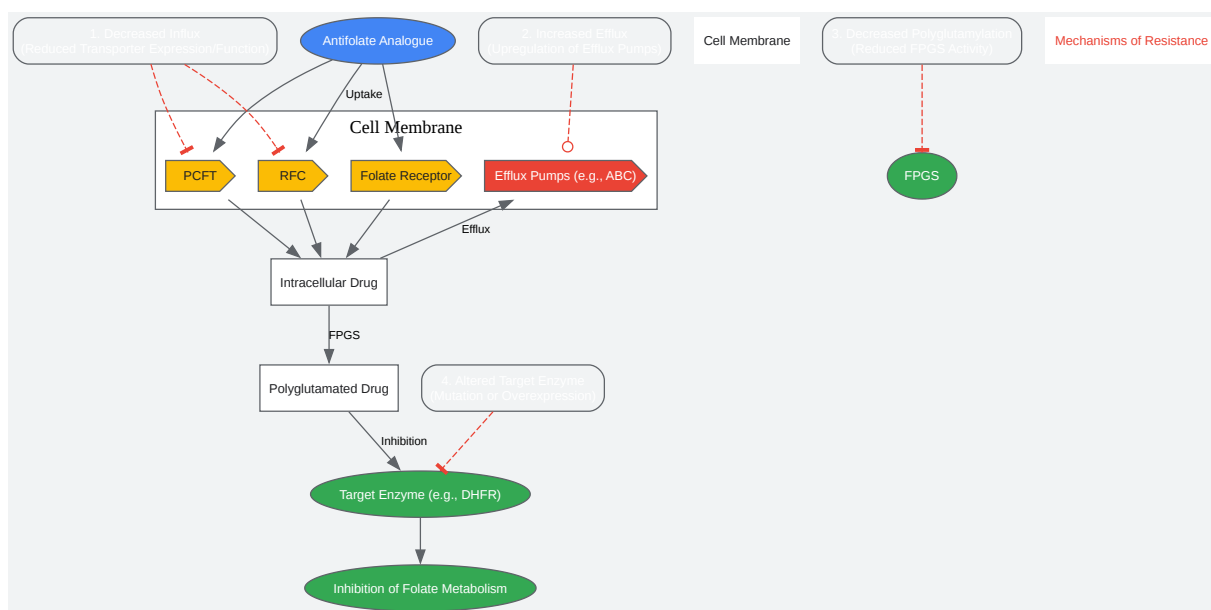 1. Decreased Influx
(Reduced Transporter Expression/Function)
Antifolate Analogue
2. Increased Efflux
(Upregulation of Efflux Pumps)
Cell Membrane
3. Decreased Polyglutamylation
(Reduced FPGS Activity)
Mechanisms of Resistance
Uptake
Cell Membrane
PCFT
RFC
Folate Receptor
Efflux Pumps (e.g., ABC)
FPGS
Efflux
Intracellular Drug
FPGS
Polyglutamated Drug
4. Altered Target Enzyme
(Mutation or Overexpression)
Inhibition
Target Enzyme (e.g., DHFR)
Inhibition of Folate Metabolism